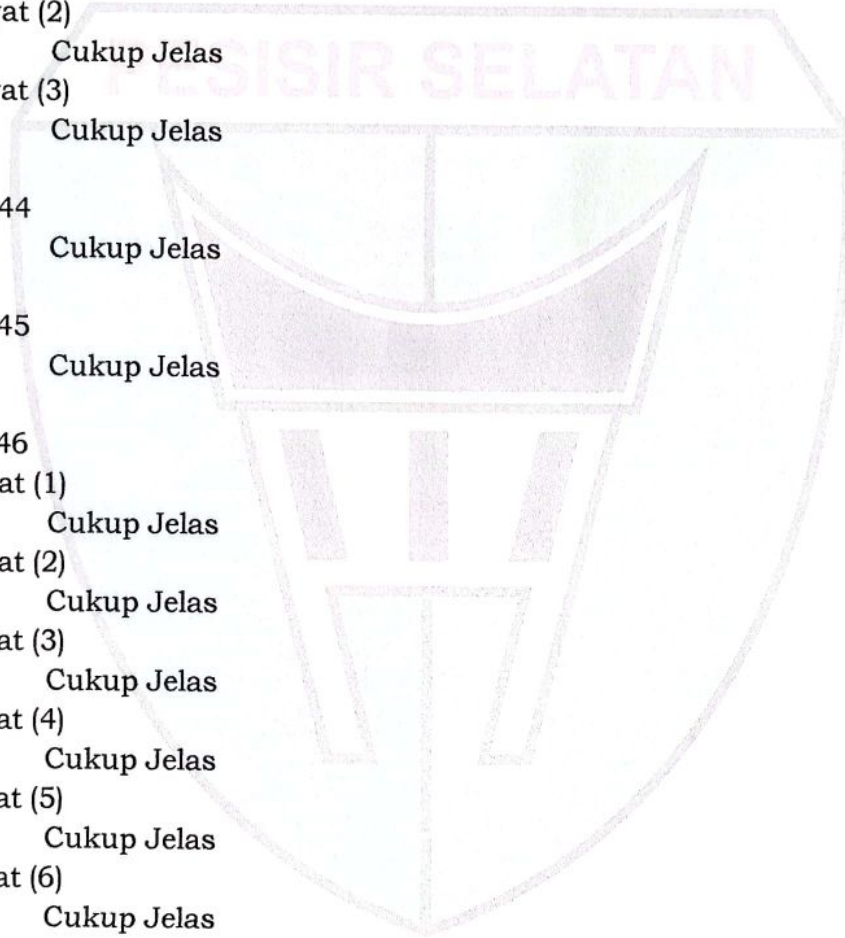 PESISIR SELATAN
yat (2)
Cukup Jelas
yat (3)
Cukup Jelas
44
Cukup Jelas
45
Cukup Jelas
46
at (1)
Cukup Jelas
at (2)
Cukup Jelas
at (3)
Cukup Jelas
at (4)
Cukup Jelas
at (5)
Cukup Jelas
at (6)
Cukup Jelas